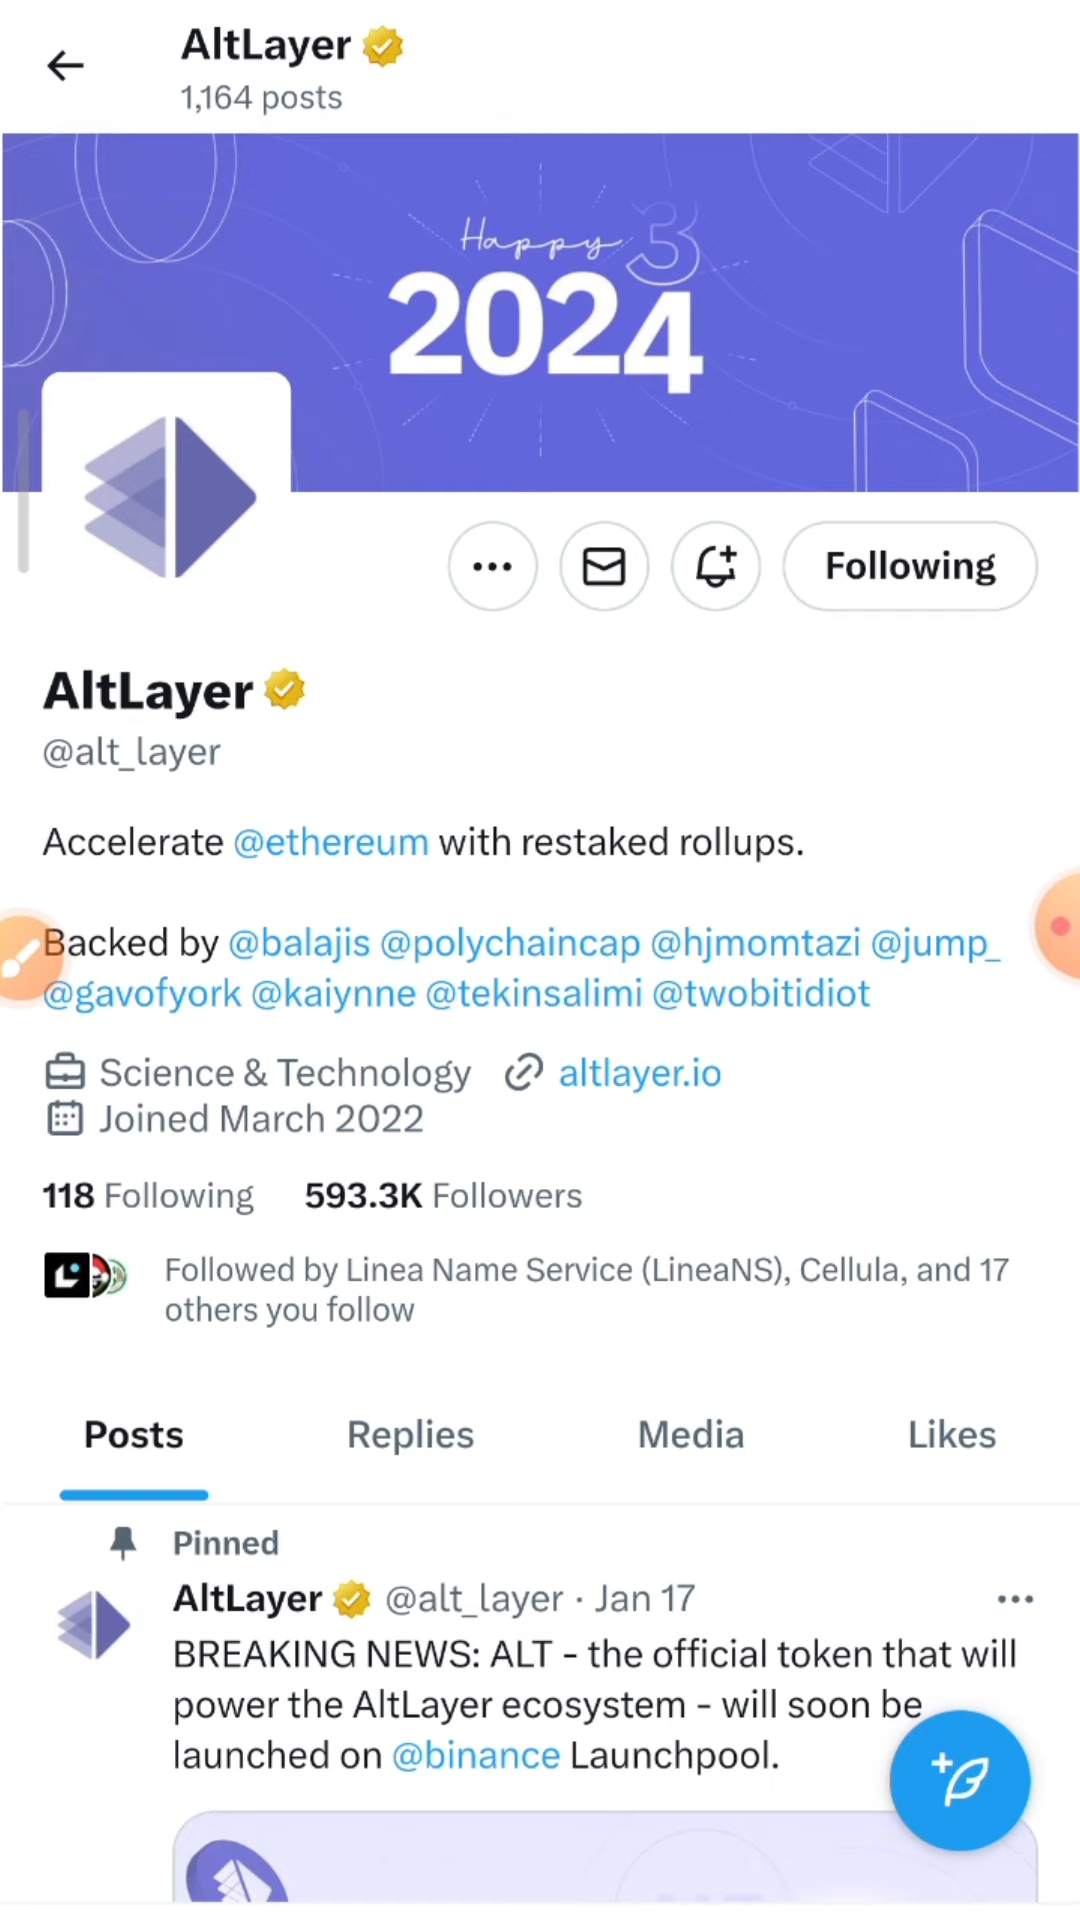 AltLayer
1,164 posts
Happy 3
2024
Following
AltLayer
@alt_layer
Accelerate @ethereum with restaked rollups.
Backed by @balajis @polychaincap @hjmomtazi @jump_
@gavofyork @kaiynne @tekinsalimi @twobitidiot
Science & Technology altlayer.io
Joined March 2022
118 Following 593.3K Followers
Followed by Linea Name Service (LineaNS), Cellula, and 17
others you follow
Posts Replies Media Likes
Pinned
AltLayer @alt_layer · Jan 17
BREAKING NEWS: ALT - the official token that will
power the AltLayer ecosystem - will soon be
launched on @binance Launchpool.